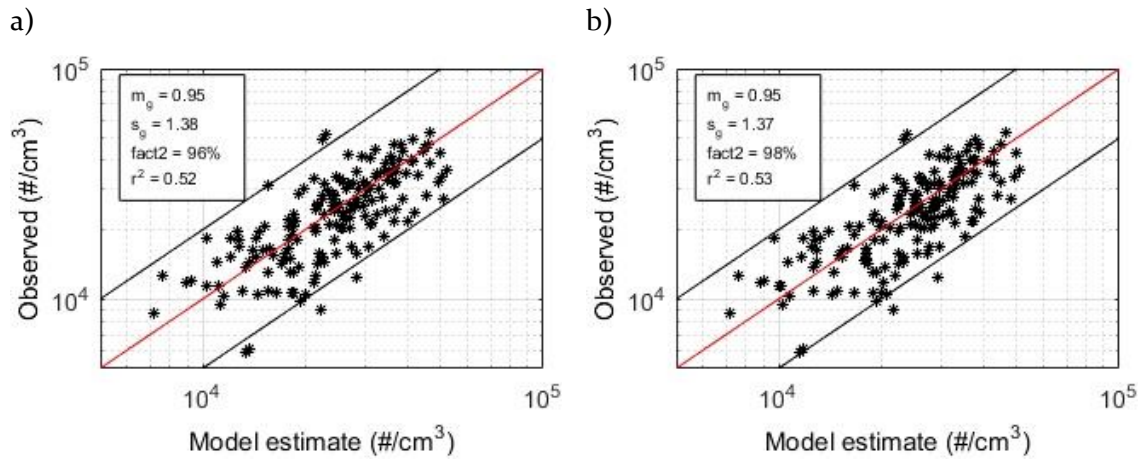 a)
10^5
m_g = 0.95
s_g = 1.38
fact2 = 96%
r^2 = 0.52
Observed (#/cm^3)
10^4
10^4
10^5
Model estimate (#/cm^3)
b)
10^5
m_g = 0.95
s_g = 1.37
fact2 = 98%
r^2 = 0.53
Observed (#/cm^3)
10^4
10^4
10^5
Model estimate (#/cm^3)